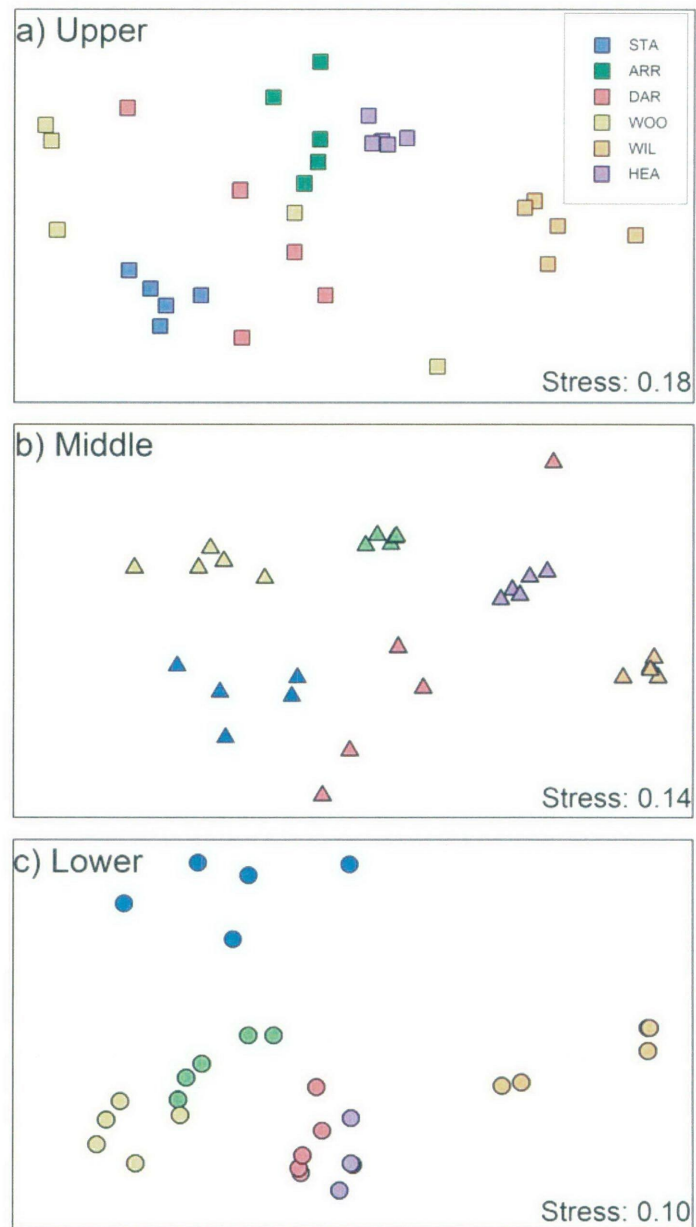 a) Upper
STA
ARR
DAR
WOO
WIL
HEA
Stress: 0.18
b) Middle
Stress: 0.14
c) Lower
Stress: 0.10